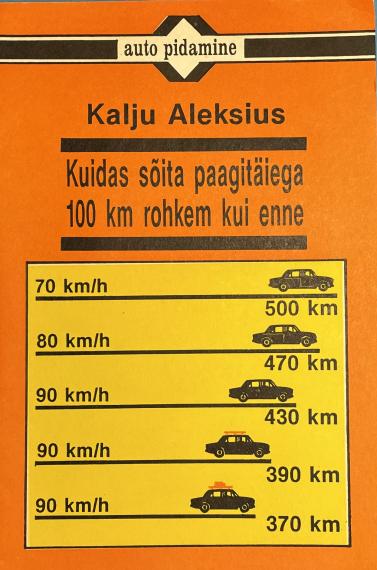 auto pidamine
Kalju Aleksius
Kuidas sõita paagitäiega
100 km rohkem kui enne
70 km/h
500 km
80 km/h
470 km
90 km/h
430 km
90 km/h
390 km
90 km/h
370 km